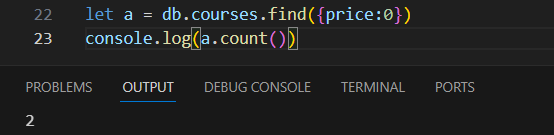 22 let a = db.courses.find({price:0})
23 console.log(a.count())
PROBLEMS OUTPUT DEBUG CONSOLE TERMINAL PORTS
2